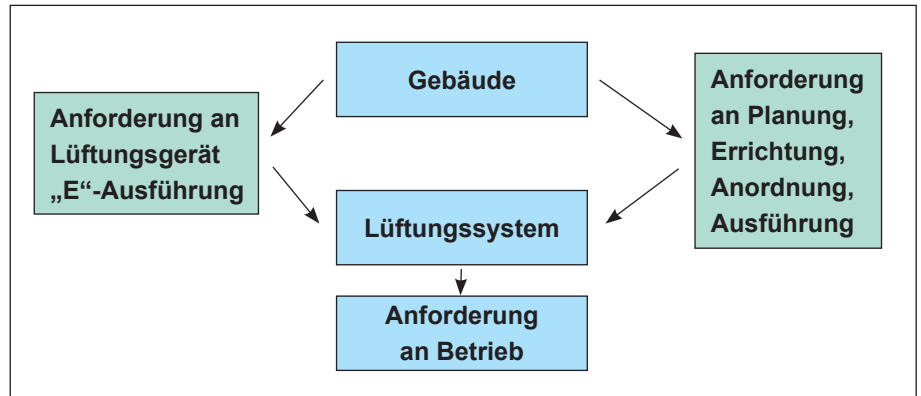 Gebäude
Anforderung an
Lüftungsgerät
„E“-Ausführung
Anforderung
an Planung,
Errichtung,
Anordnung,
Ausführung
Lüftungssystem
Anforderung
an Betrieb